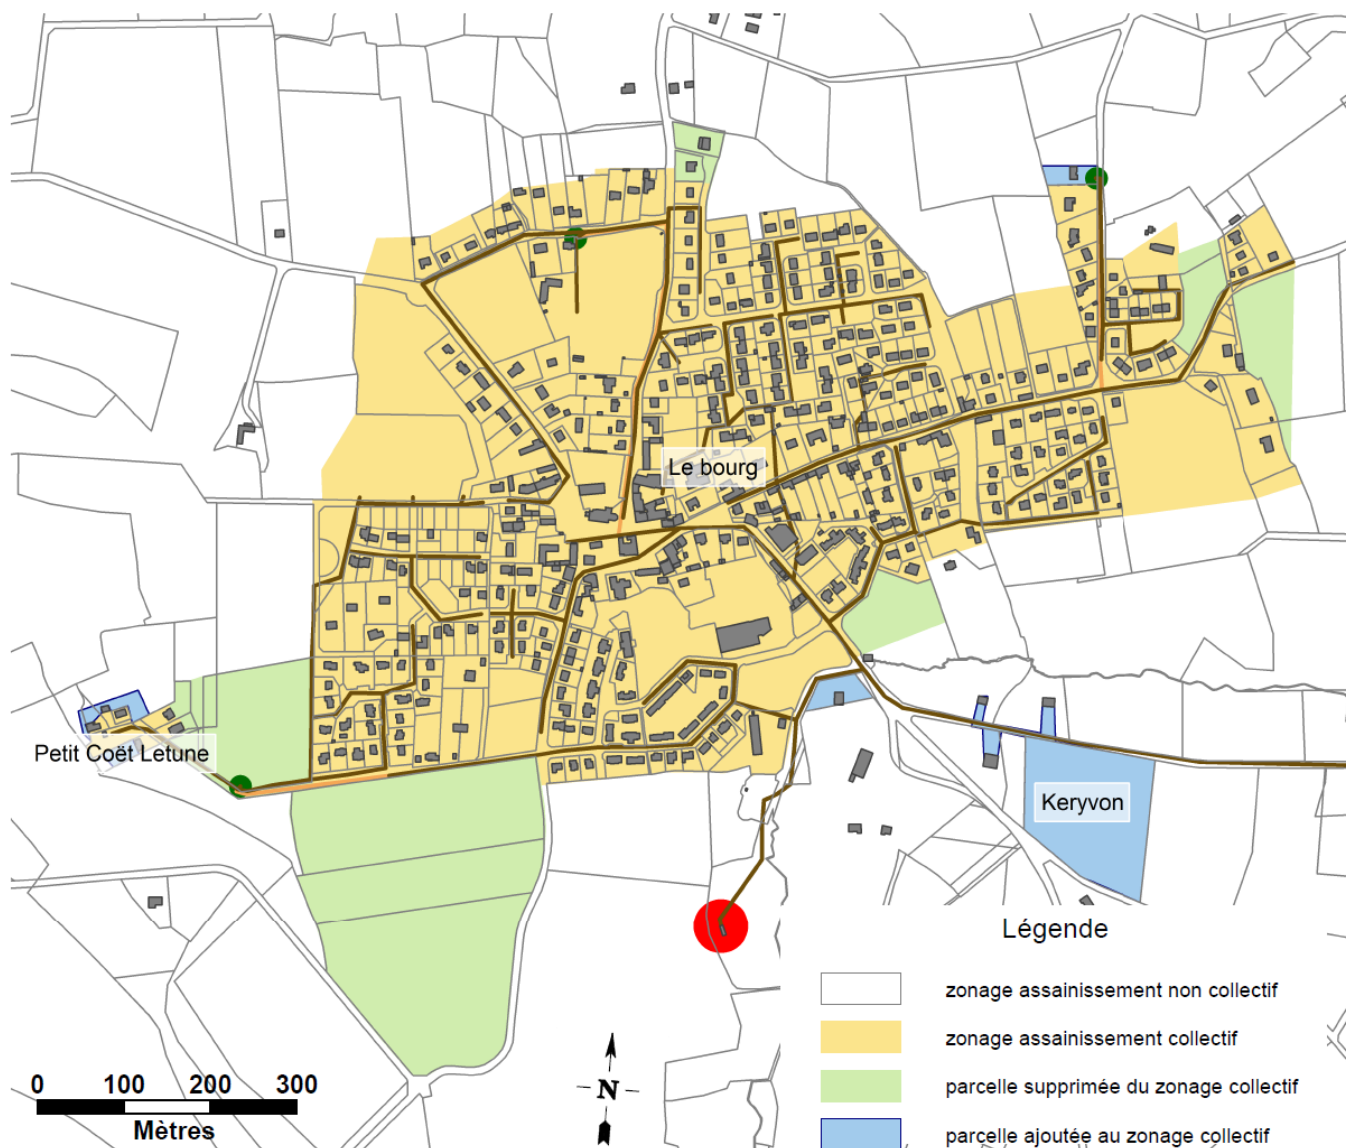 Le bourg
Petit Coët Letune
Keryvon
Légende
zonage assainissement non collectif
zonage assainissement collectif
parcelle supprimée du zonage collectif
parcelle ajoutée au zonage collectif
0 100 200 300
Mètres
N